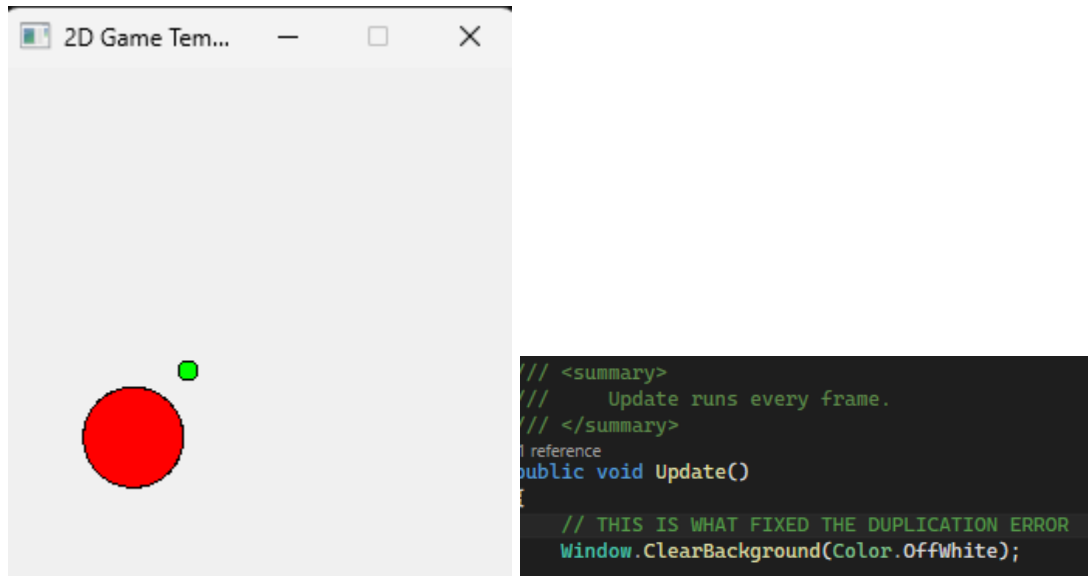 2D Game Tem...
/// <summary>
///     Update runs every frame.
/// </summary>
1 reference
public void Update()
{
// THIS IS WHAT FIXED THE DUPLICATION ERROR
Window.ClearBackground(Color.OffWhite);